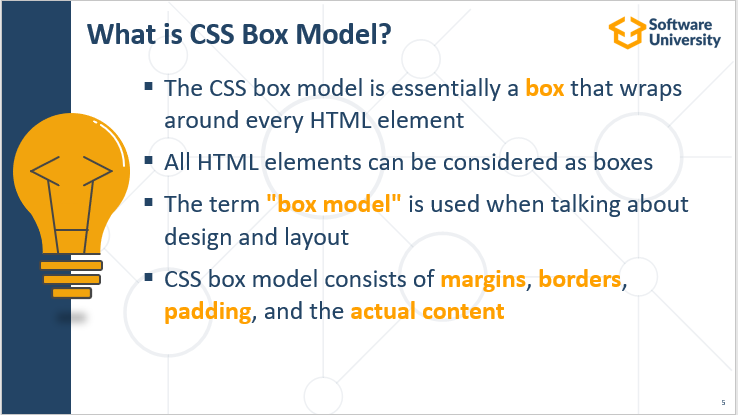 What is CSS Box Model?
Software
University
▪ The CSS box model is essentially a box that wraps
around every HTML element
▪ All HTML elements can be considered as boxes
▪ The term "box model" is used when talking about
design and layout
▪ CSS box model consists of margins, borders,
padding, and the actual content
5